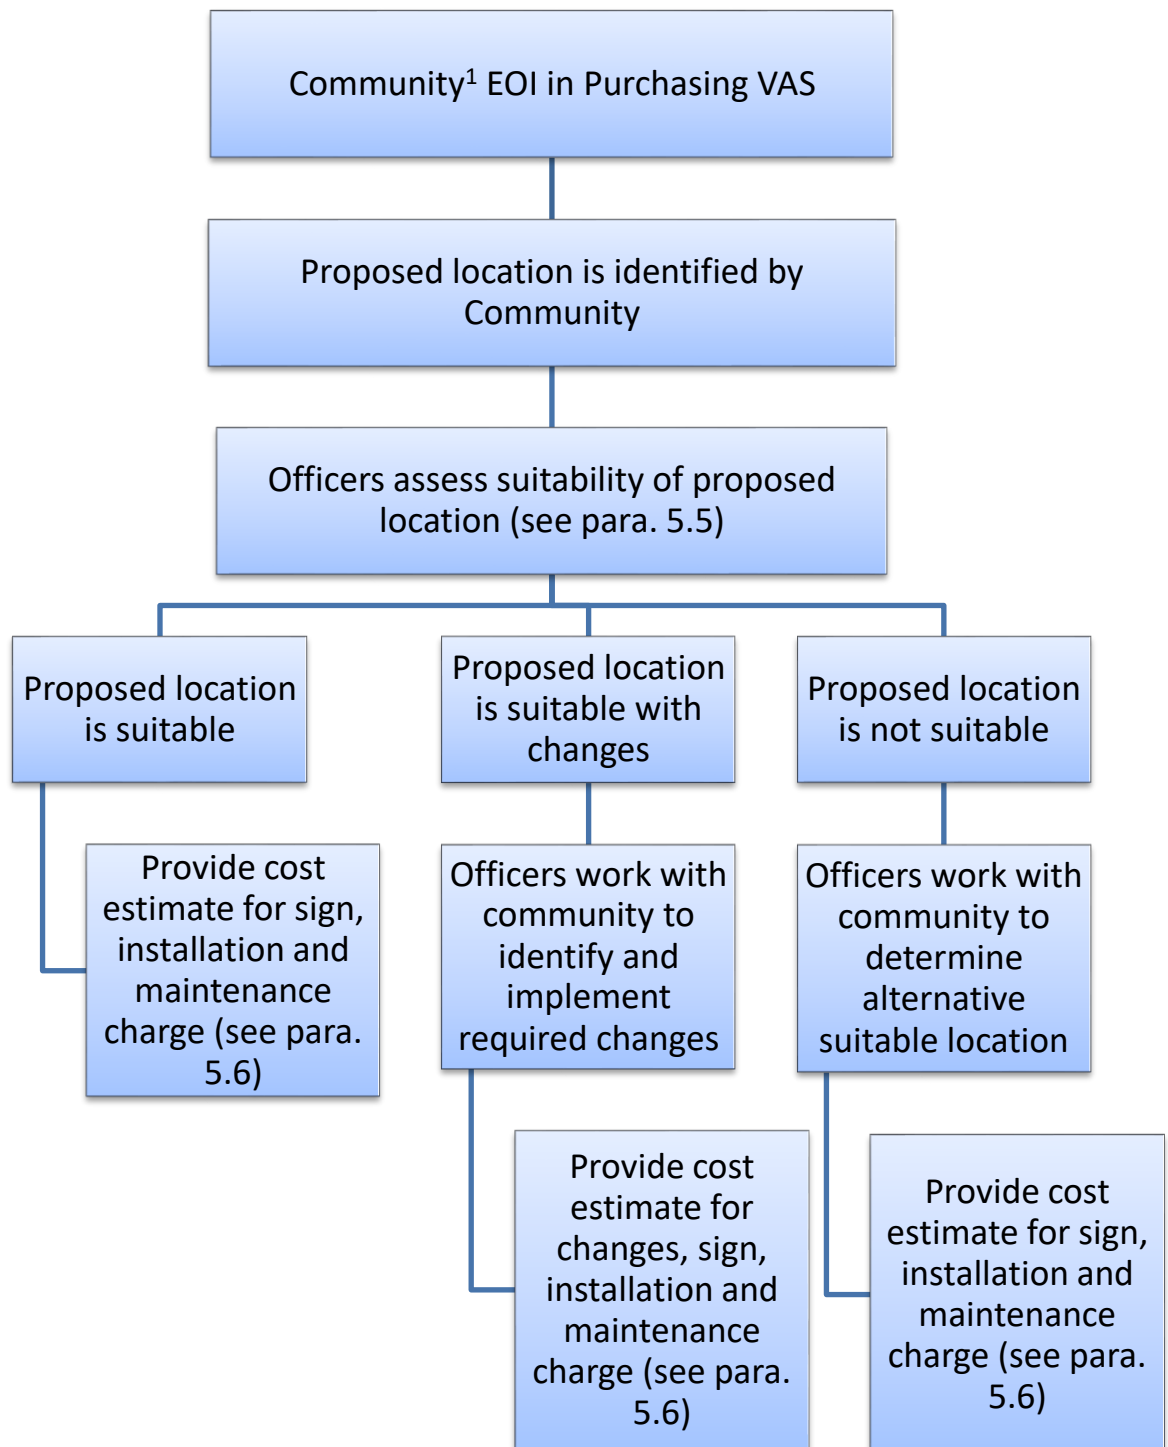 Community¹ EOI in Purchasing VAS
Proposed location is identified by
Community
Officers assess suitability of proposed
location (see para. 5.5)
Proposed location
is suitable
Proposed location
is suitable with
changes
Proposed location
is not suitable
Provide cost
estimate for sign,
installation and
maintenance
charge (see para.
5.6)
Officers work with
community to
identify and
implement
required changes
Officers work with
community to
determine
alternative
suitable location
Provide cost
estimate for
changes, sign,
installation and
maintenance
charge (see para.
5.6)
Provide cost
estimate for sign,
installation and
maintenance
charge (see para.
5.6)